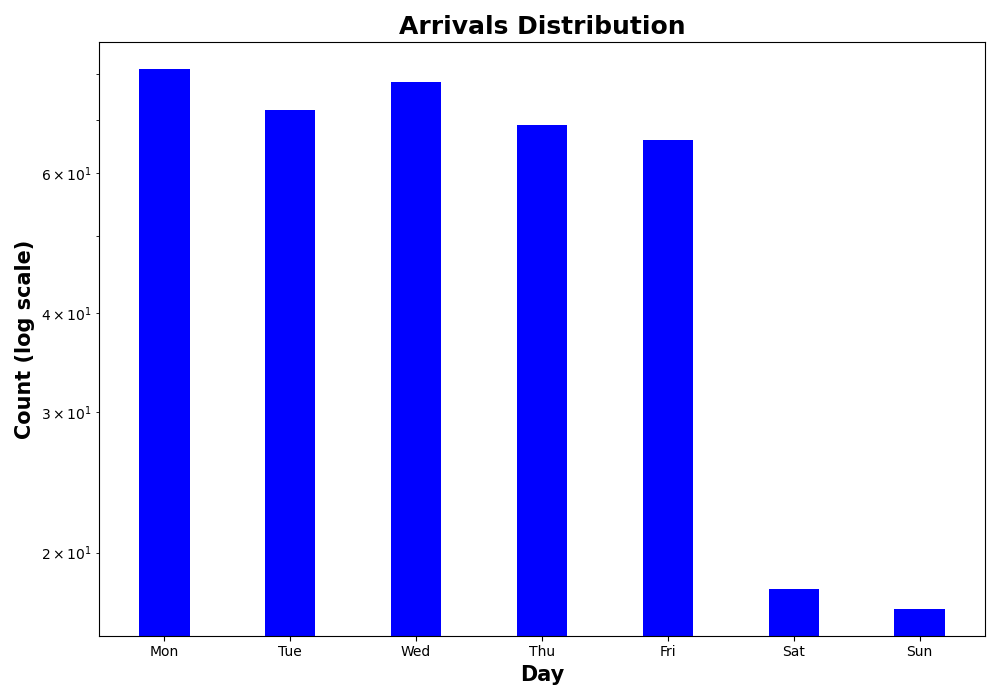 Arrivals Distribution
Count (log scale)
6 × 10¹
4 × 10¹
3 × 10¹
2 × 10¹
Mon Tue Wed Thu Fri Sat Sun
Day